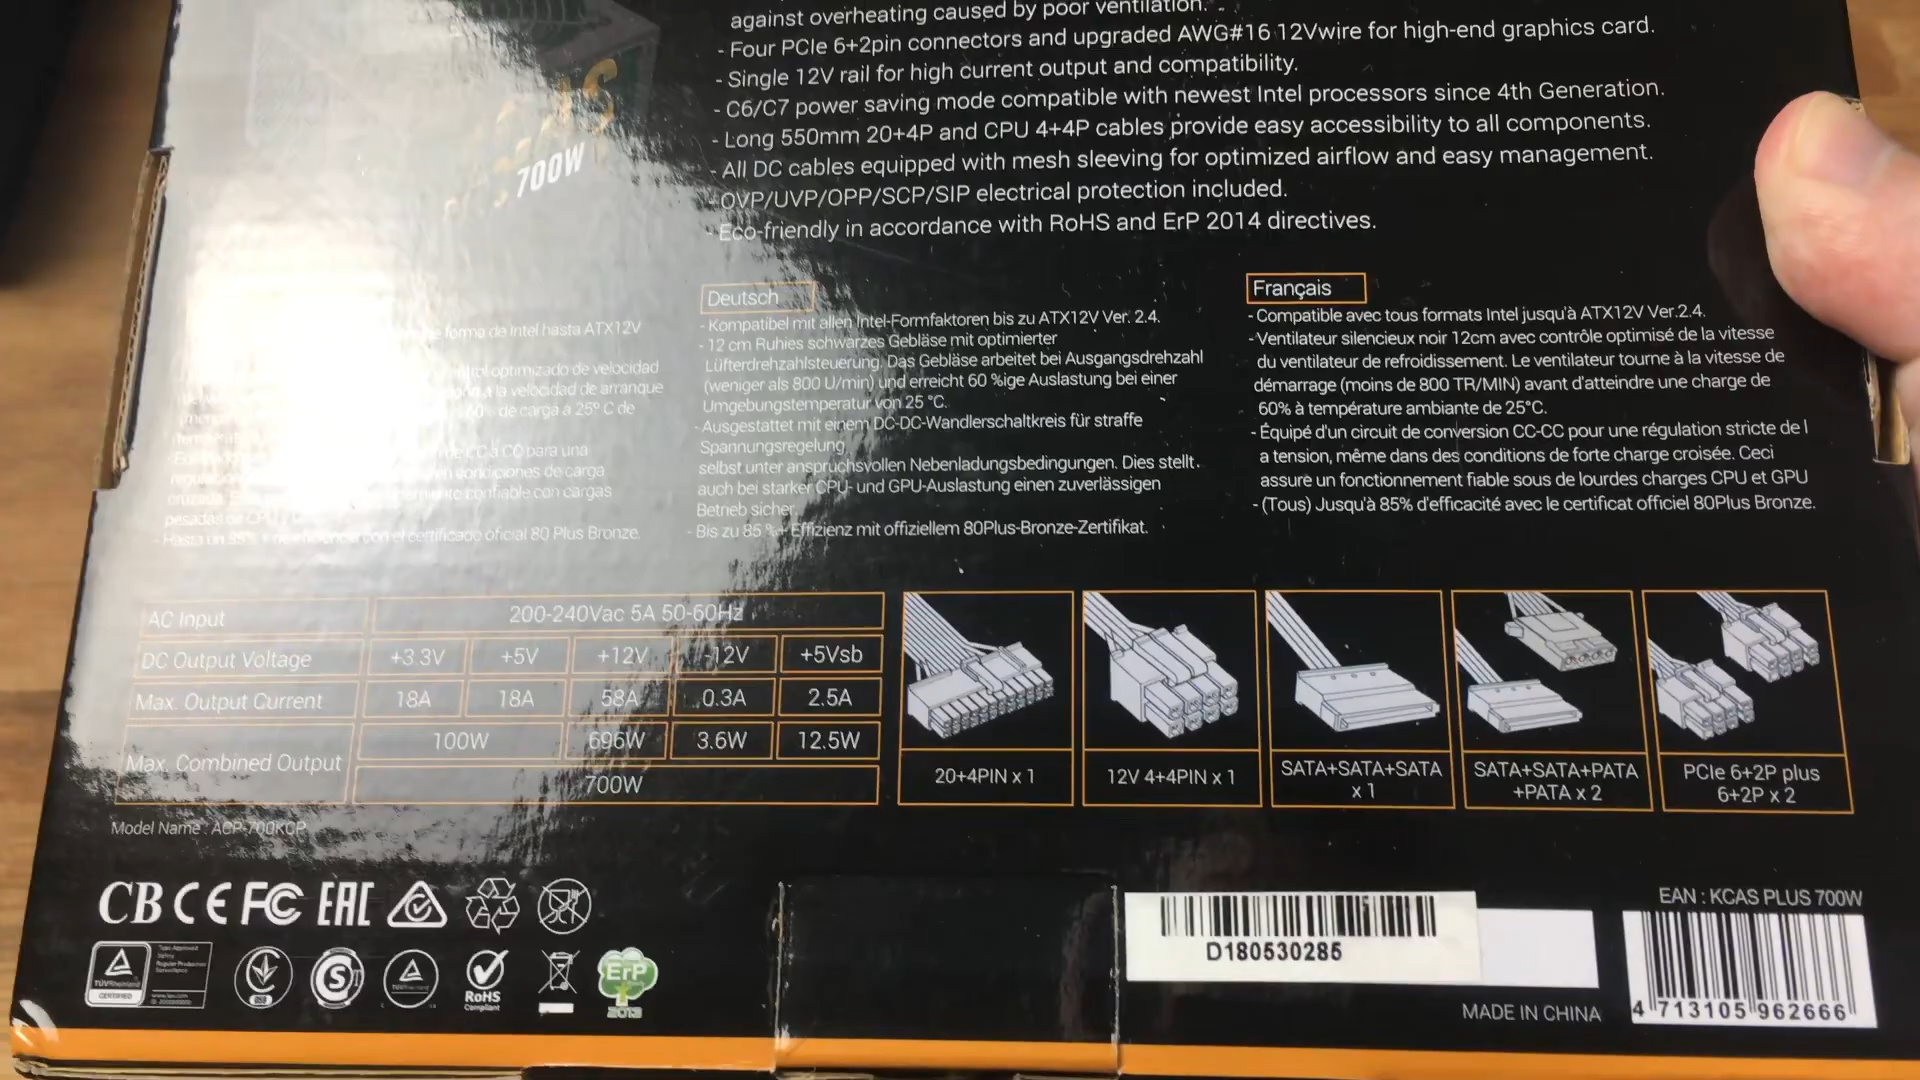 against overheating caused by poor ventilation.
- Four PCIe 6+2pin connectors and upgraded AWG#16 12Vwire for high-end graphics card.
- Single 12V rail for high current output and compatibility.
- C6/C7 power saving mode compatible with newest Intel processors since 4th Generation.
- Long 550mm 20+4P and CPU 4+4P cables provide easy accessibility to all components.
- All DC cables equipped with mesh sleeving for optimized airflow and easy management.
- OVP/UVP/OPP/SCP/SIP electrical protection included.
- Eco-friendly in accordance with RoHS and ErP 2014 directives.
700W
forma de Intel hasta ATX12V
optimizado de velocidad
a la velocidad de arranque
de carga a 25º C de
CC a CC para una
condiciones de carga
confiable con cargas
pesadas de CPU
certificado oficial 80 Plus Bronze.
Deutsch
- Kompatibel mit allen Intel-Formfaktoren bis zu ATX12V Ver. 2.4.
- 12 cm Ruhies schwarzes Gebläse mit optimierter
Lüfterdrehzahlsteuerung. Das Gebläse arbeitet bei Ausgangsdrehzahl
(weniger als 800 U/min) und erreicht 60 %ige Auslastung bei einer
Umgebungstemperatur von 25 °C.
- Ausgestattet mit einem DC-DC-Wandlerschaltkreis für straffe
Spannungsregelung,
selbst unter anspruchsvollen Nebenladungsbedingungen. Dies stellt
auch bei starker CPU- und GPU-Auslastung einen zuverlässigen
Betrieb sicher.
- Bis zu 85 %+ Effizienz mit offiziellem 80Plus-Bronze-Zertifikat.
Français
- Compatible avec tous formats Intel jusqu'à ATX12V Ver.2.4.
- Ventilateur silencieux noir 12cm avec contrôle optimisé de la vitesse
du ventilateur de refroidissement. Le ventilateur tourne à la vitesse de
démarrage (moins de 800 TR/MIN) avant d'atteindre une charge de
60% à température ambiante de 25°C.
- Équipé d'un circuit de conversion CC-CC pour une régulation stricte de l
a tension, même dans des conditions de forte charge croisée. Ceci
assure un fonctionnement fiable sous de lourdes charges CPU et GPU
- (Tous) Jusqu'à 85% d'efficacité avec le certificat officiel 80Plus Bronze.
AC Input 200-240Vac 5A 50-60Hz
DC Output Voltage +3.3V +5V +12V -12V +5Vsb
Max. Output Current 18A 18A 58A 0.3A 2.5A
Max. Combined Output 100W 696W 3.6W 12.5W
700W
20+4PIN x 1
12V 4+4PIN x 1
SATA+SATA+SATA
x 1
SATA+SATA+PATA
+PATA x 2
PCIe 6+2P plus
6+2P x 2
Model Name : ACP-700KCP
CB CE FC EAC
TÜVRheinland
CERTIFIED
S
RoHS
Compliant
ErP
2013
D180530285
MADE IN CHINA
EAN : KCAS PLUS 700W
4 713105 962666